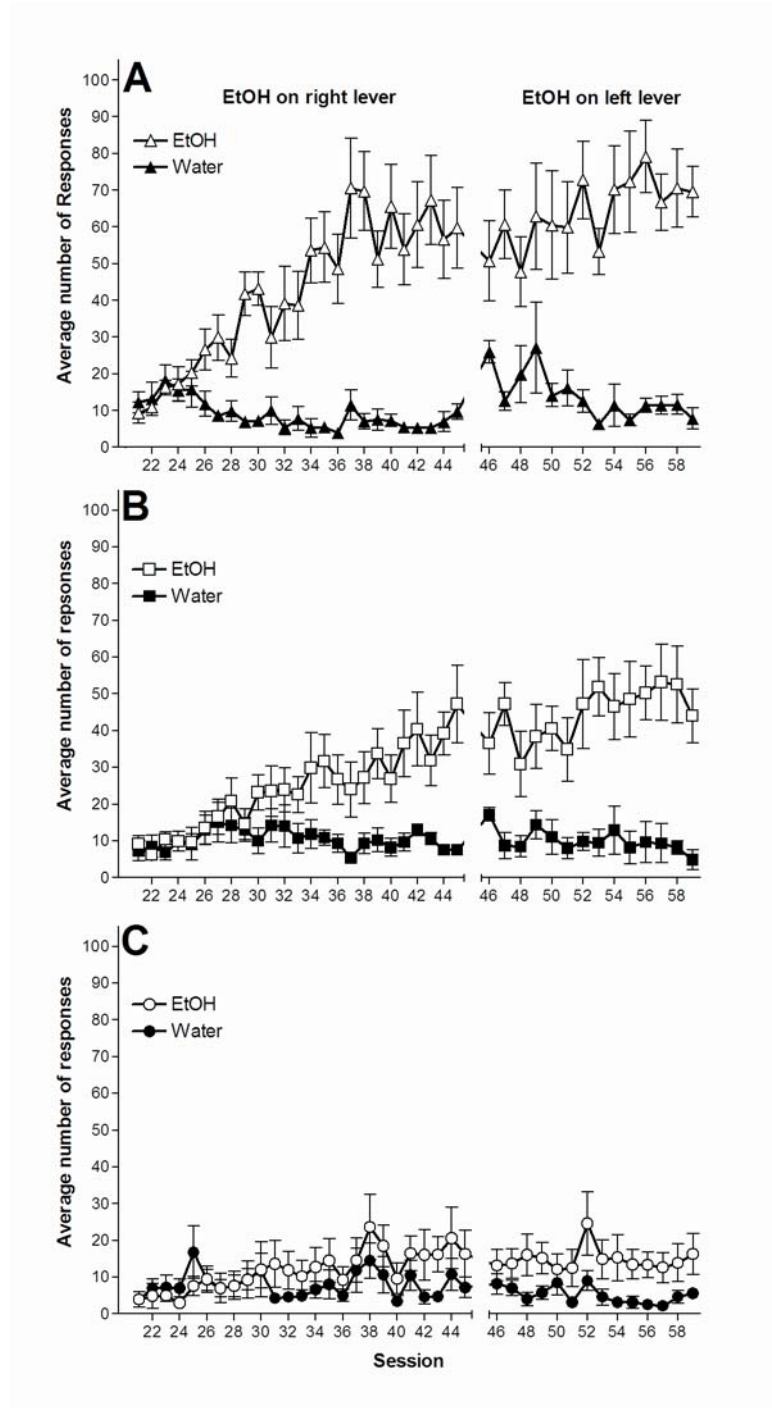 A
EtOH on right lever
EtOH on left lever
EtOH
Water
Average number of Responses
100
90
80
70
60
50
40
30
20
10
0
22 24 26 28 30 32 34 36 38 40 42 44 46 48 50 52 54 56 58
B
EtOH
Water
Average number of repsonses
100
90
80
70
60
50
40
30
20
10
0
22 24 26 28 30 32 34 36 38 40 42 44 46 48 50 52 54 56 58
C
EtOH
Water
Average number of responses
100
90
80
70
60
50
40
30
20
10
0
22 24 26 28 30 32 34 36 38 40 42 44 46 48 50 52 54 56 58
Session